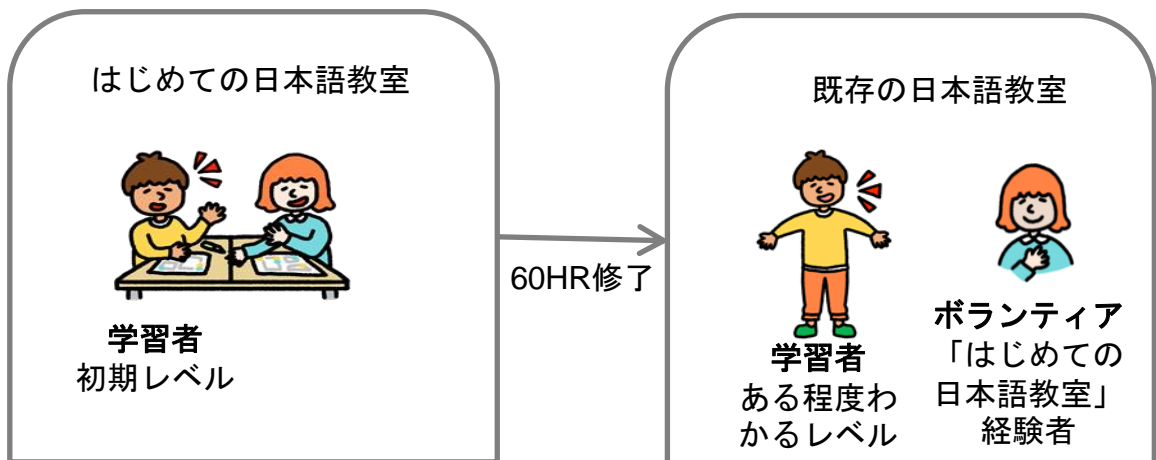 はじめての日本語教室
学習者
初期レベル
60HR修了
既存の日本語教室
学習者
ある程度わ
かるレベル
ボランティア
「はじめての
日本語教室」
経験者